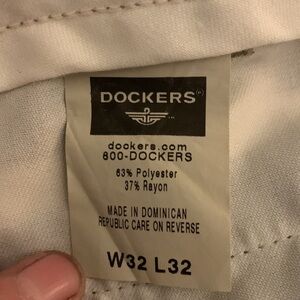 DOCKERS®
dockers.com
800-DOCKERS
63% Polyester
37% Rayon
MADE IN DOMINICAN
REPUBLIC CARE ON REVERSE
W32 L32